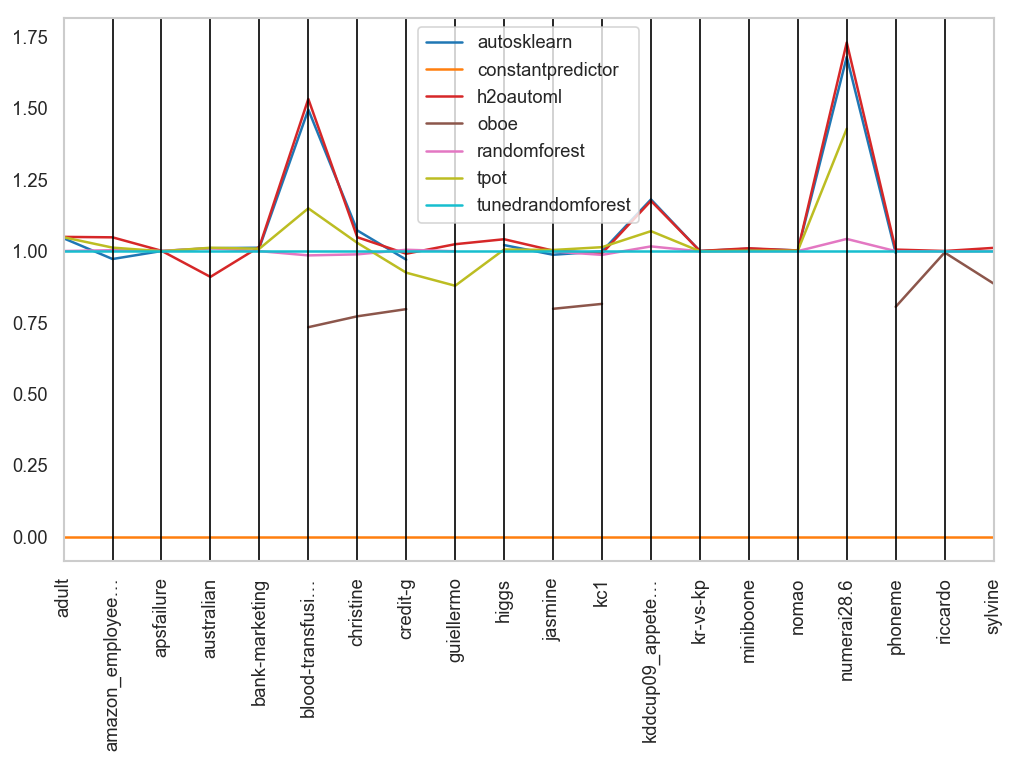 1.75
1.50
1.25
1.00
0.75
0.50
0.25
0.00
autosklearn
constantpredictor
h2oautoml
oboe
randomforest
tpot
tunedrandomforest
adult
amazon_employee…
apsfailure
australian
bank-marketing
blood-transfusi…
christine
credit-g
guiellermo
higgs
jasmine
kc1
kddcup09_appete…
kr-vs-kp
miniboone
nomao
numerai28.6
phoneme
riccardo
sylvine